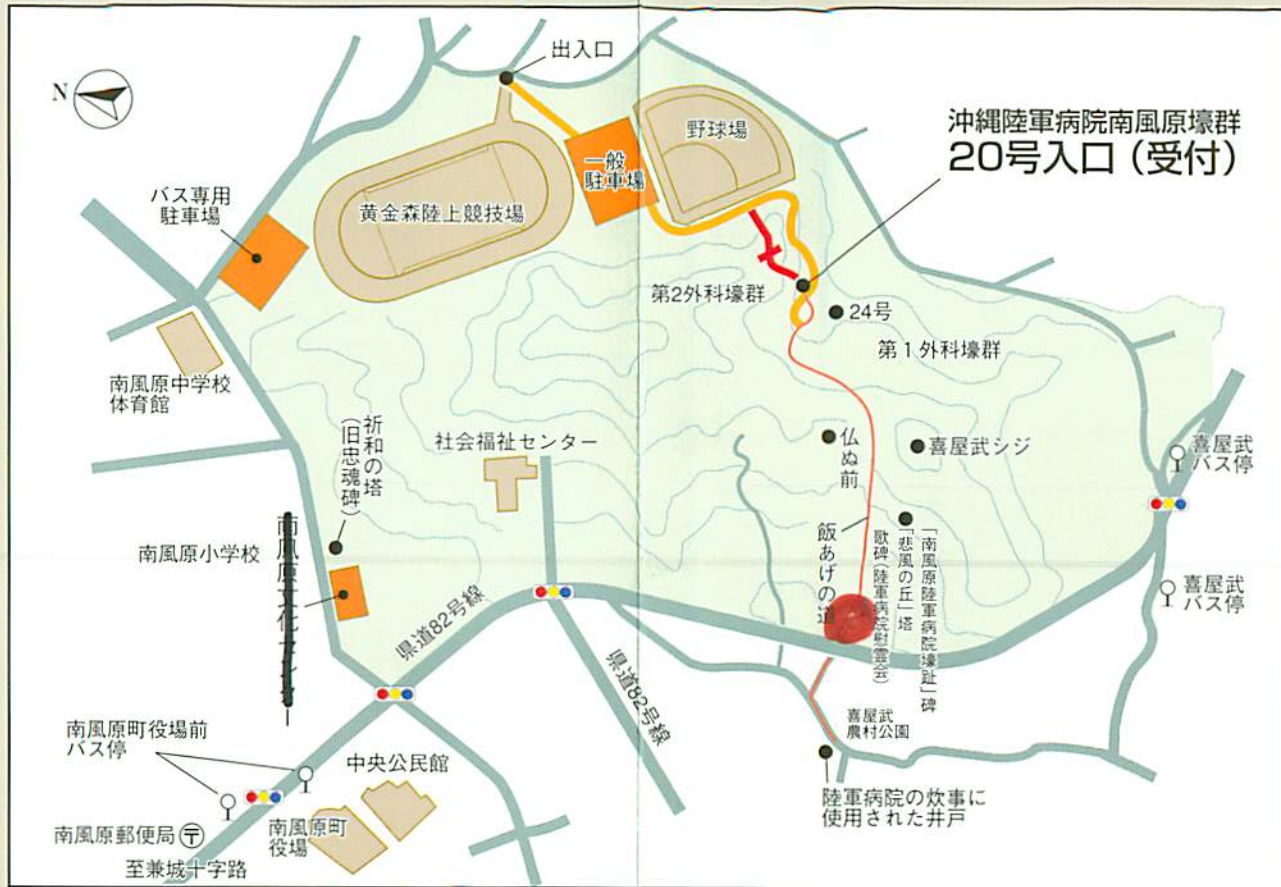 N
出入口
野球場
沖縄陸軍病院南風原壕群
20号入口(受付)
一般
駐車場
バス専用
駐車場
黄金森陸上競技場
第2外科壕群
24号
第1外科壕群
南風原中学校
体育館
祈和の塔
(旧忠魂碑)
社会福祉センター
仏ぬ前
喜屋武シジ
喜屋武
バス停
南風原小学校
飯あげの道
「南風原陸軍病院壕趾」碑
「悲風の丘」塔
歌碑(陸軍病院慰霊会)
喜屋武
バス停
県道82号線
県道82号線
喜屋武
農村公園
南風原町役場前
バス停
中央公民館
陸軍病院の炊事に
使用された井戸
南風原郵便局
〒
南風原町
役場
至兼城十字路